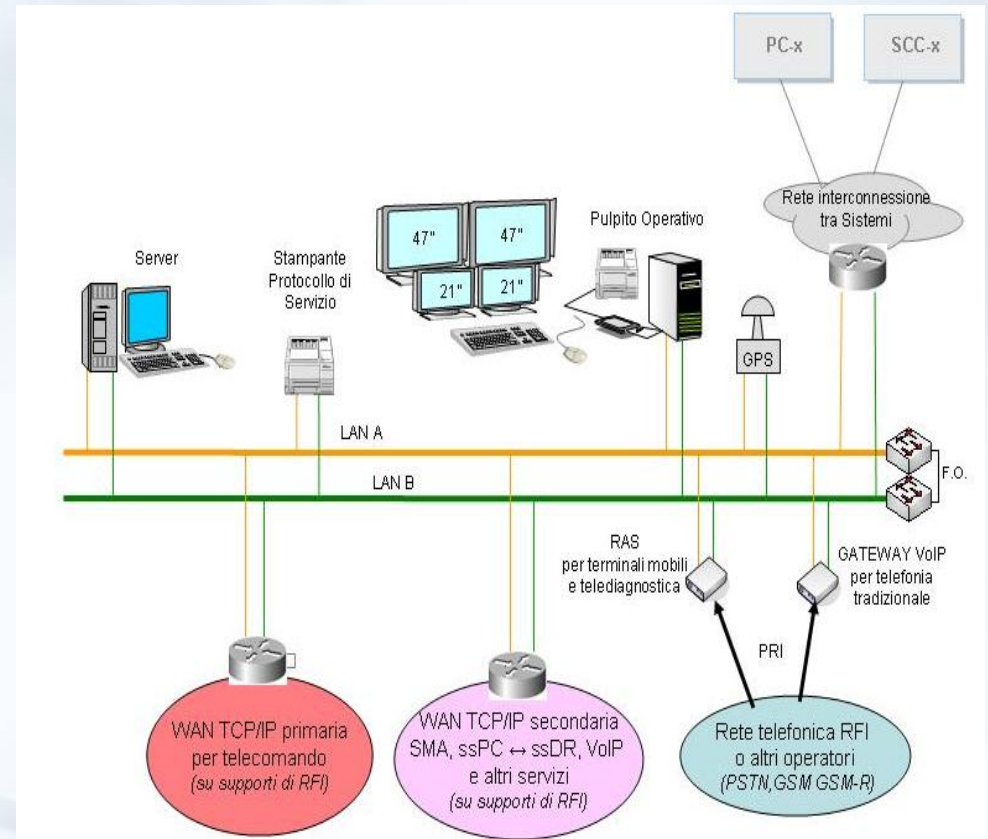 PC-x
SCC-x
Rete interconnessione
tra Sistemi
Server
Stampante
Protocollo di
Servizio
47"
47"
21"
21"
Pulpito Operativo
GPS
LAN A
LAN B
F.O.
RAS
per terminali mobili
e telediagnostica
GATEWAY VoIP
per telefonia
tradizionale
PRI
WAN TCP/IP primaria
per telecomando
(su supporti di RFI)
WAN TCP/IP secondaria
SMA, ssPC ↔ ssDR, VoIP
e altri servizi
(su supporti di RFI)
Rete telefonica RFI
o altri operatori
(PSTN,GSM GSM-R)